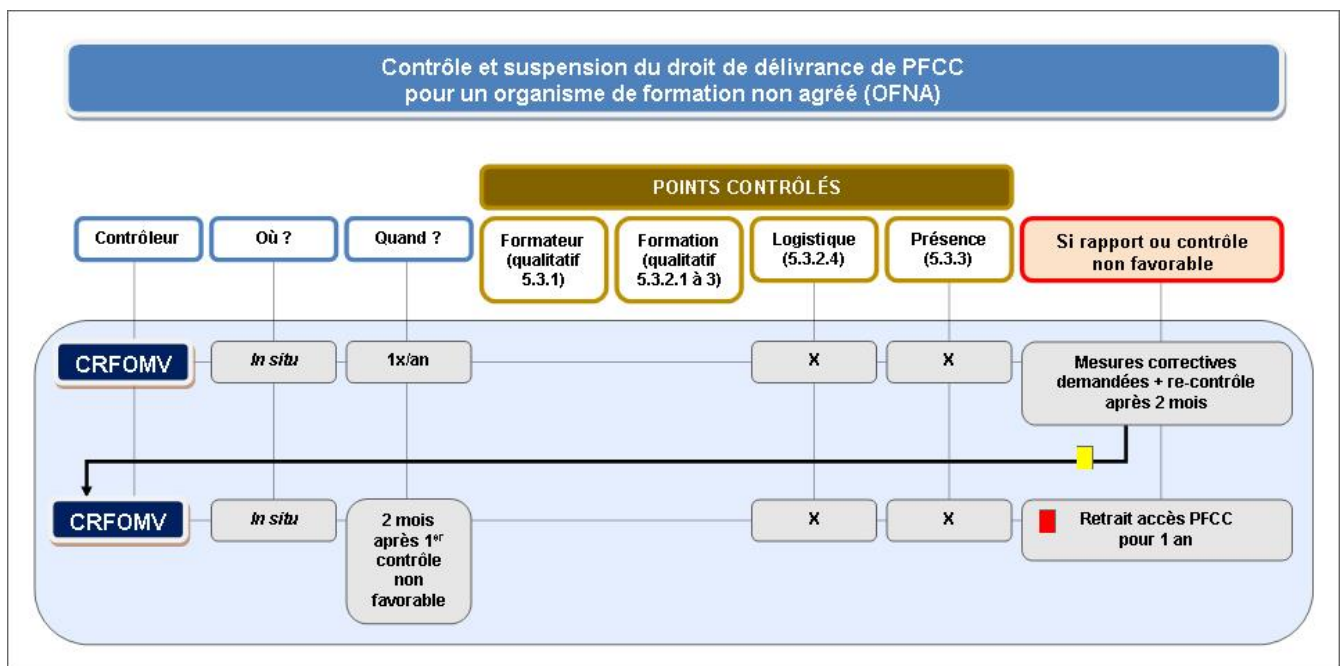 Contrôle et suspension du droit de délivrance de PFCC
pour un organisme de formation non agréé (OFNA)
POINTS CONTRÔLÉS
Contrôleur
Où ?
Quand ?
Formateur
(qualitatif
5.3.1)
Formation
(qualitatif
5.3.2.1 à 3)
Logistique
(5.3.2.4)
Présence
(5.3.3)
Si rapport ou contrôle
non favorable
CRFOMV
In situ
1x/an
X
X
Mesures correctives
demandées + re-contrôle
après 2 mois
CRFOMV
In situ
2 mois
après 1er
contrôle
non
favorable
X
X
Retrait accès PFCC
pour 1 an